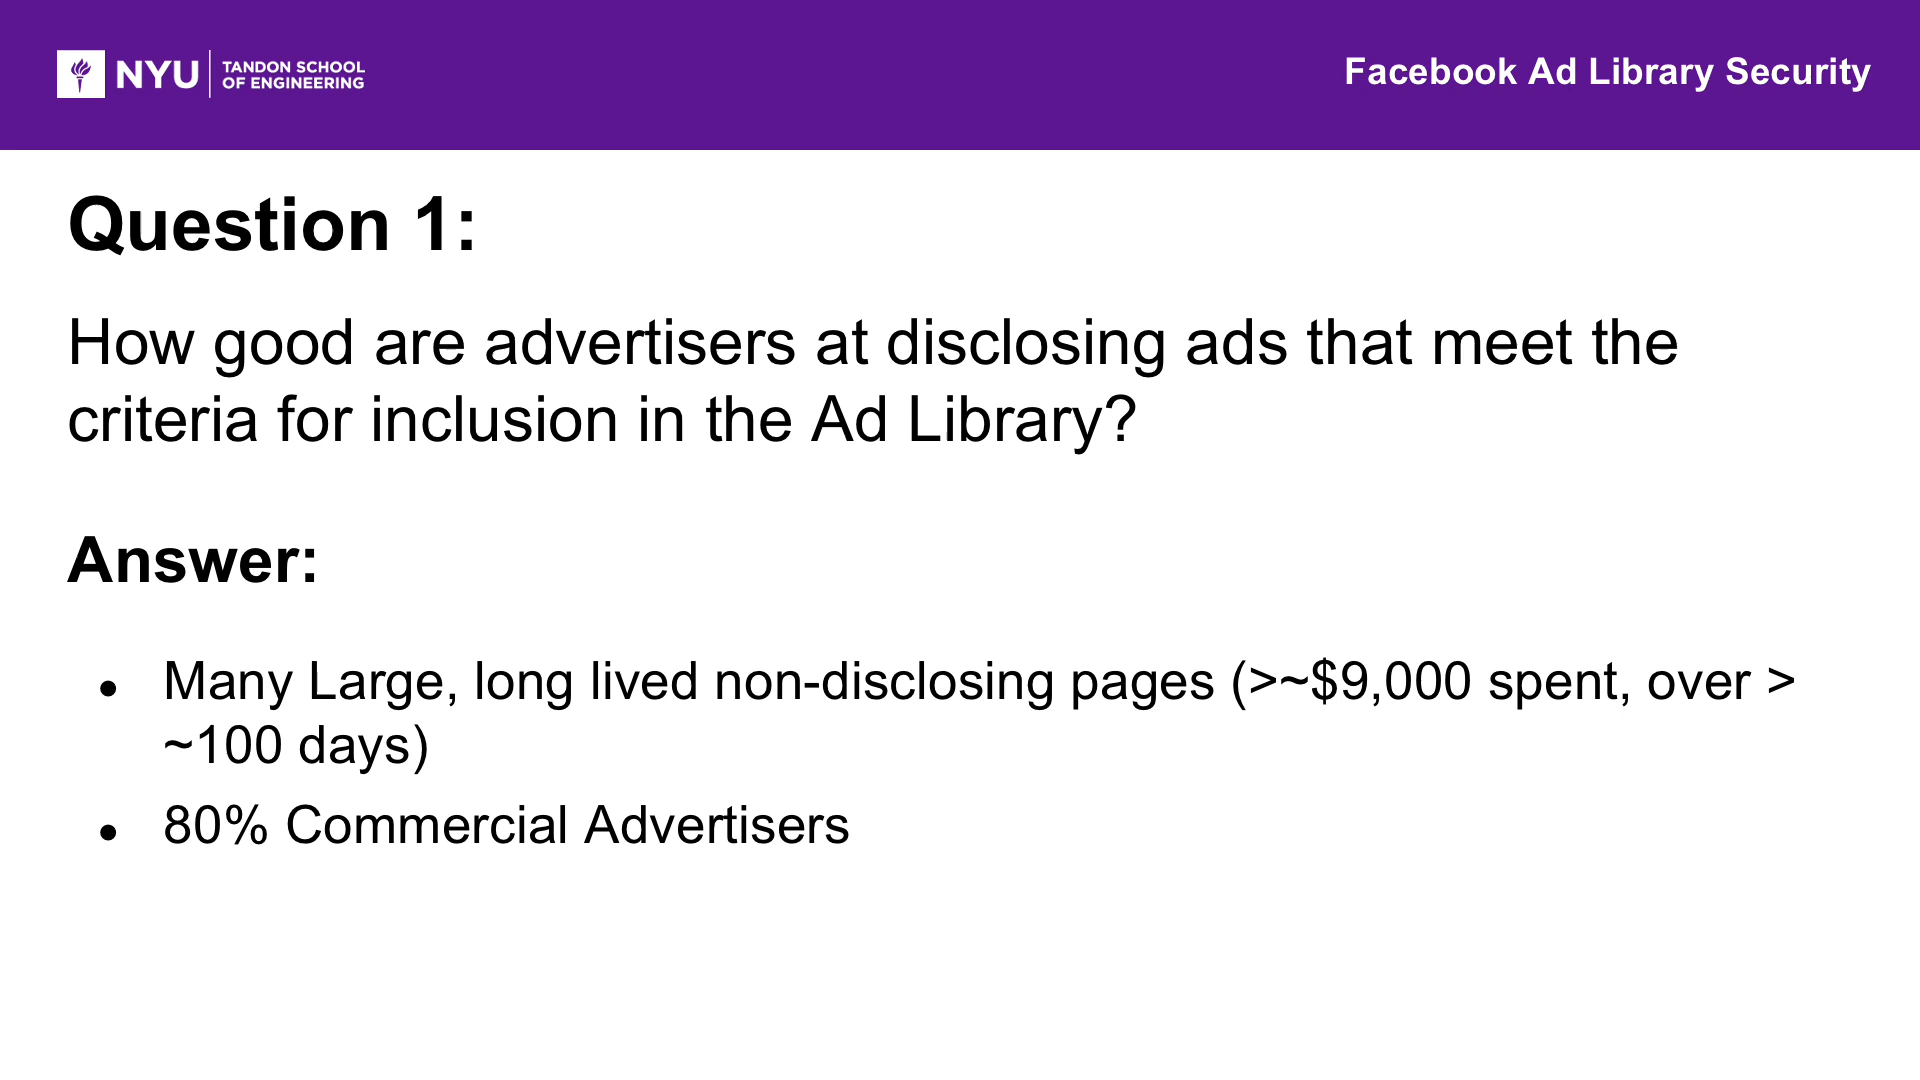 NYU
TANDON SCHOOL
OF ENGINEERING
Facebook Ad Library Security
Question 1:
How good are advertisers at disclosing ads that meet the
criteria for inclusion in the Ad Library?
Answer:
● Many Large, long lived non-disclosing pages (>~$9,000 spent, over >
~100 days)
● 80% Commercial Advertisers